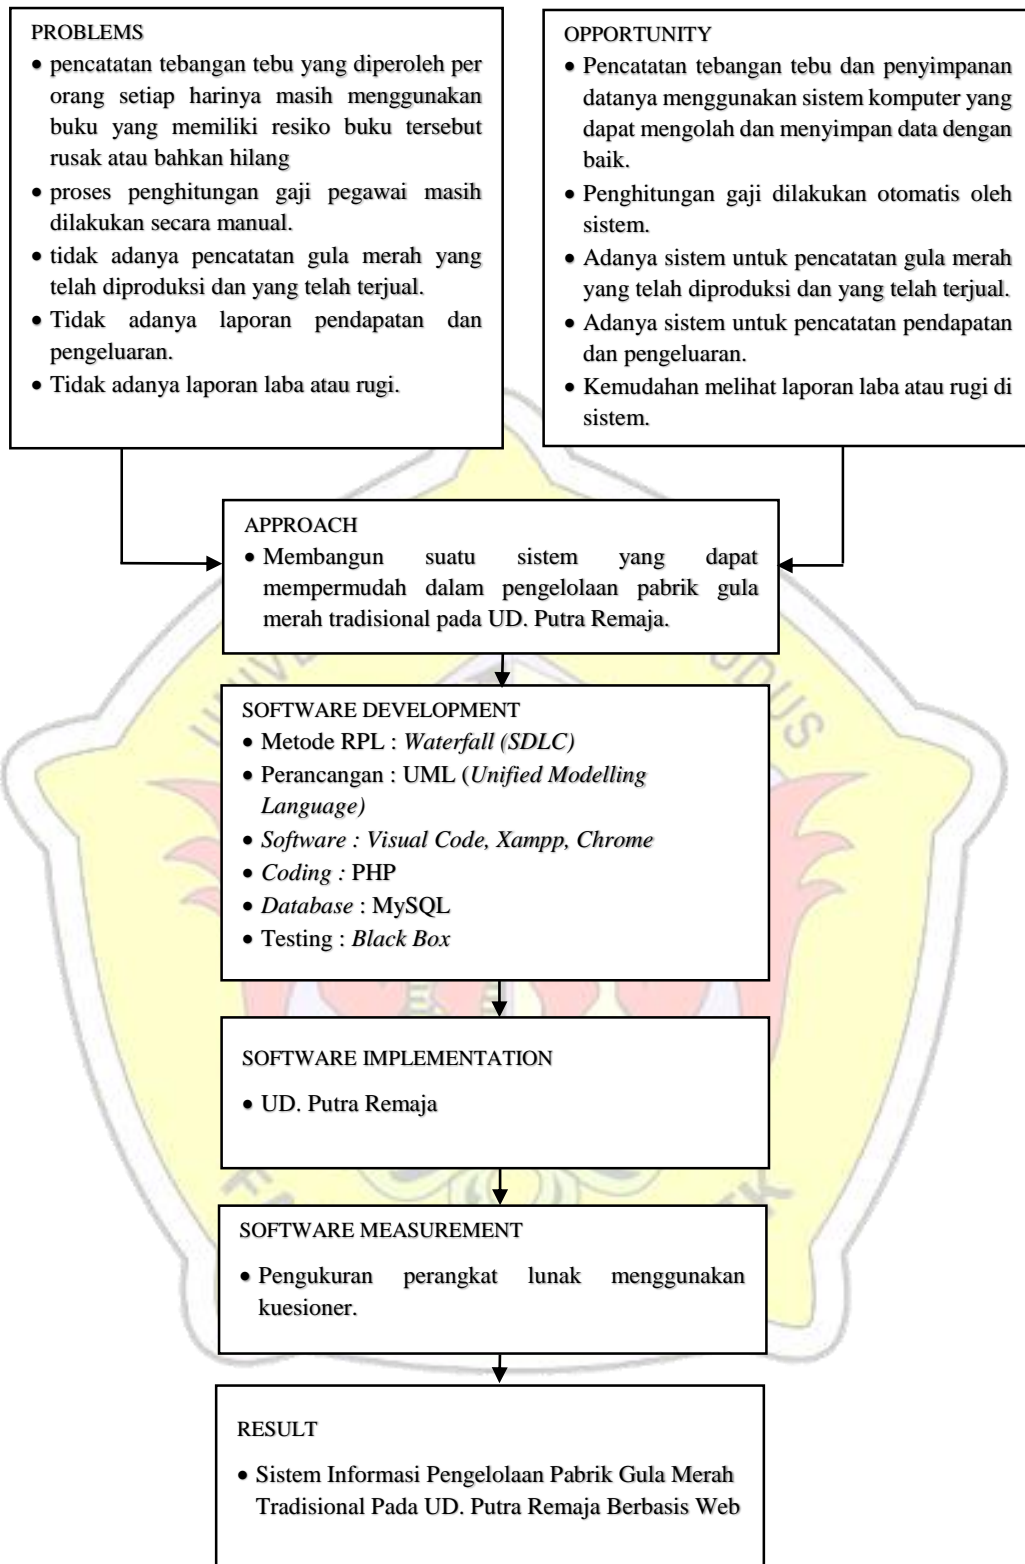 PROBLEMS
• pencatatan tebangan tebu yang diperoleh per
orang setiap harinya masih menggunakan
buku yang memiliki resiko buku tersebut
rusak atau bahkan hilang
• proses penghitungan gaji pegawai masih
dilakukan secara manual.
• tidak adanya pencatatan gula merah yang
telah diproduksi dan yang telah terjual.
• Tidak adanya laporan pendapatan dan
pengeluaran.
• Tidak adanya laporan laba atau rugi.
OPPORTUNITY
• Pencatatan tebangan tebu dan penyimpanan
datanya menggunakan sistem komputer yang
dapat mengolah dan menyimpan data dengan
baik.
• Penghitungan gaji dilakukan otomatis oleh
sistem.
• Adanya sistem untuk pencatatan gula merah
yang telah diproduksi dan yang telah terjual.
• Adanya sistem untuk pencatatan pendapatan
dan pengeluaran.
• Kemudahan melihat laporan laba atau rugi di
sistem.
APPROACH
• Membangun suatu sistem yang dapat
mempermudah dalam pengelolaan pabrik gula
merah tradisional pada UD. Putra Remaja.
SOFTWARE DEVELOPMENT
• Metode RPL : Waterfall (SDLC)
• Perancangan : UML (Unified Modelling
Language)
• Software : Visual Code, Xampp, Chrome
• Coding : PHP
• Database : MySQL
• Testing : Black Box
SOFTWARE IMPLEMENTATION
• UD. Putra Remaja
SOFTWARE MEASUREMENT
• Pengukuran perangkat lunak menggunakan
kuesioner.
RESULT
• Sistem Informasi Pengelolaan Pabrik Gula Merah
Tradisional Pada UD. Putra Remaja Berbasis Web